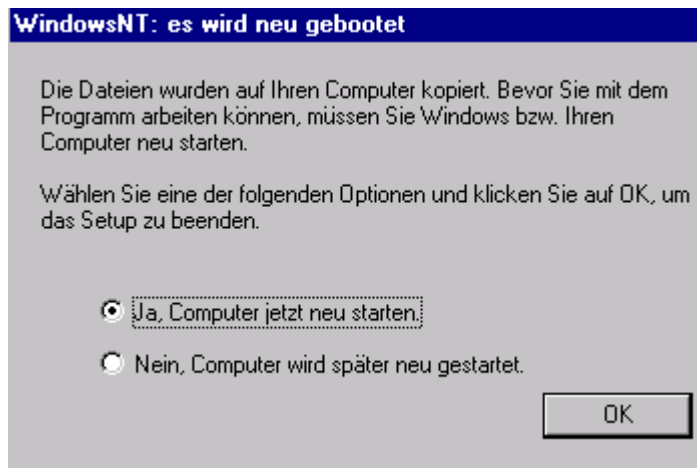 WindowsNT: es wird neu gebootet
Die Dateien wurden auf Ihren Computer kopiert. Bevor Sie mit dem
Programm arbeiten können, müssen Sie Windows bzw. Ihren
Computer neu starten.
Wählen Sie eine der folgenden Optionen und klicken Sie auf OK, um
das Setup zu beenden.
Ja, Computer jetzt neu starten.
Nein, Computer wird später neu gestartet.
OK